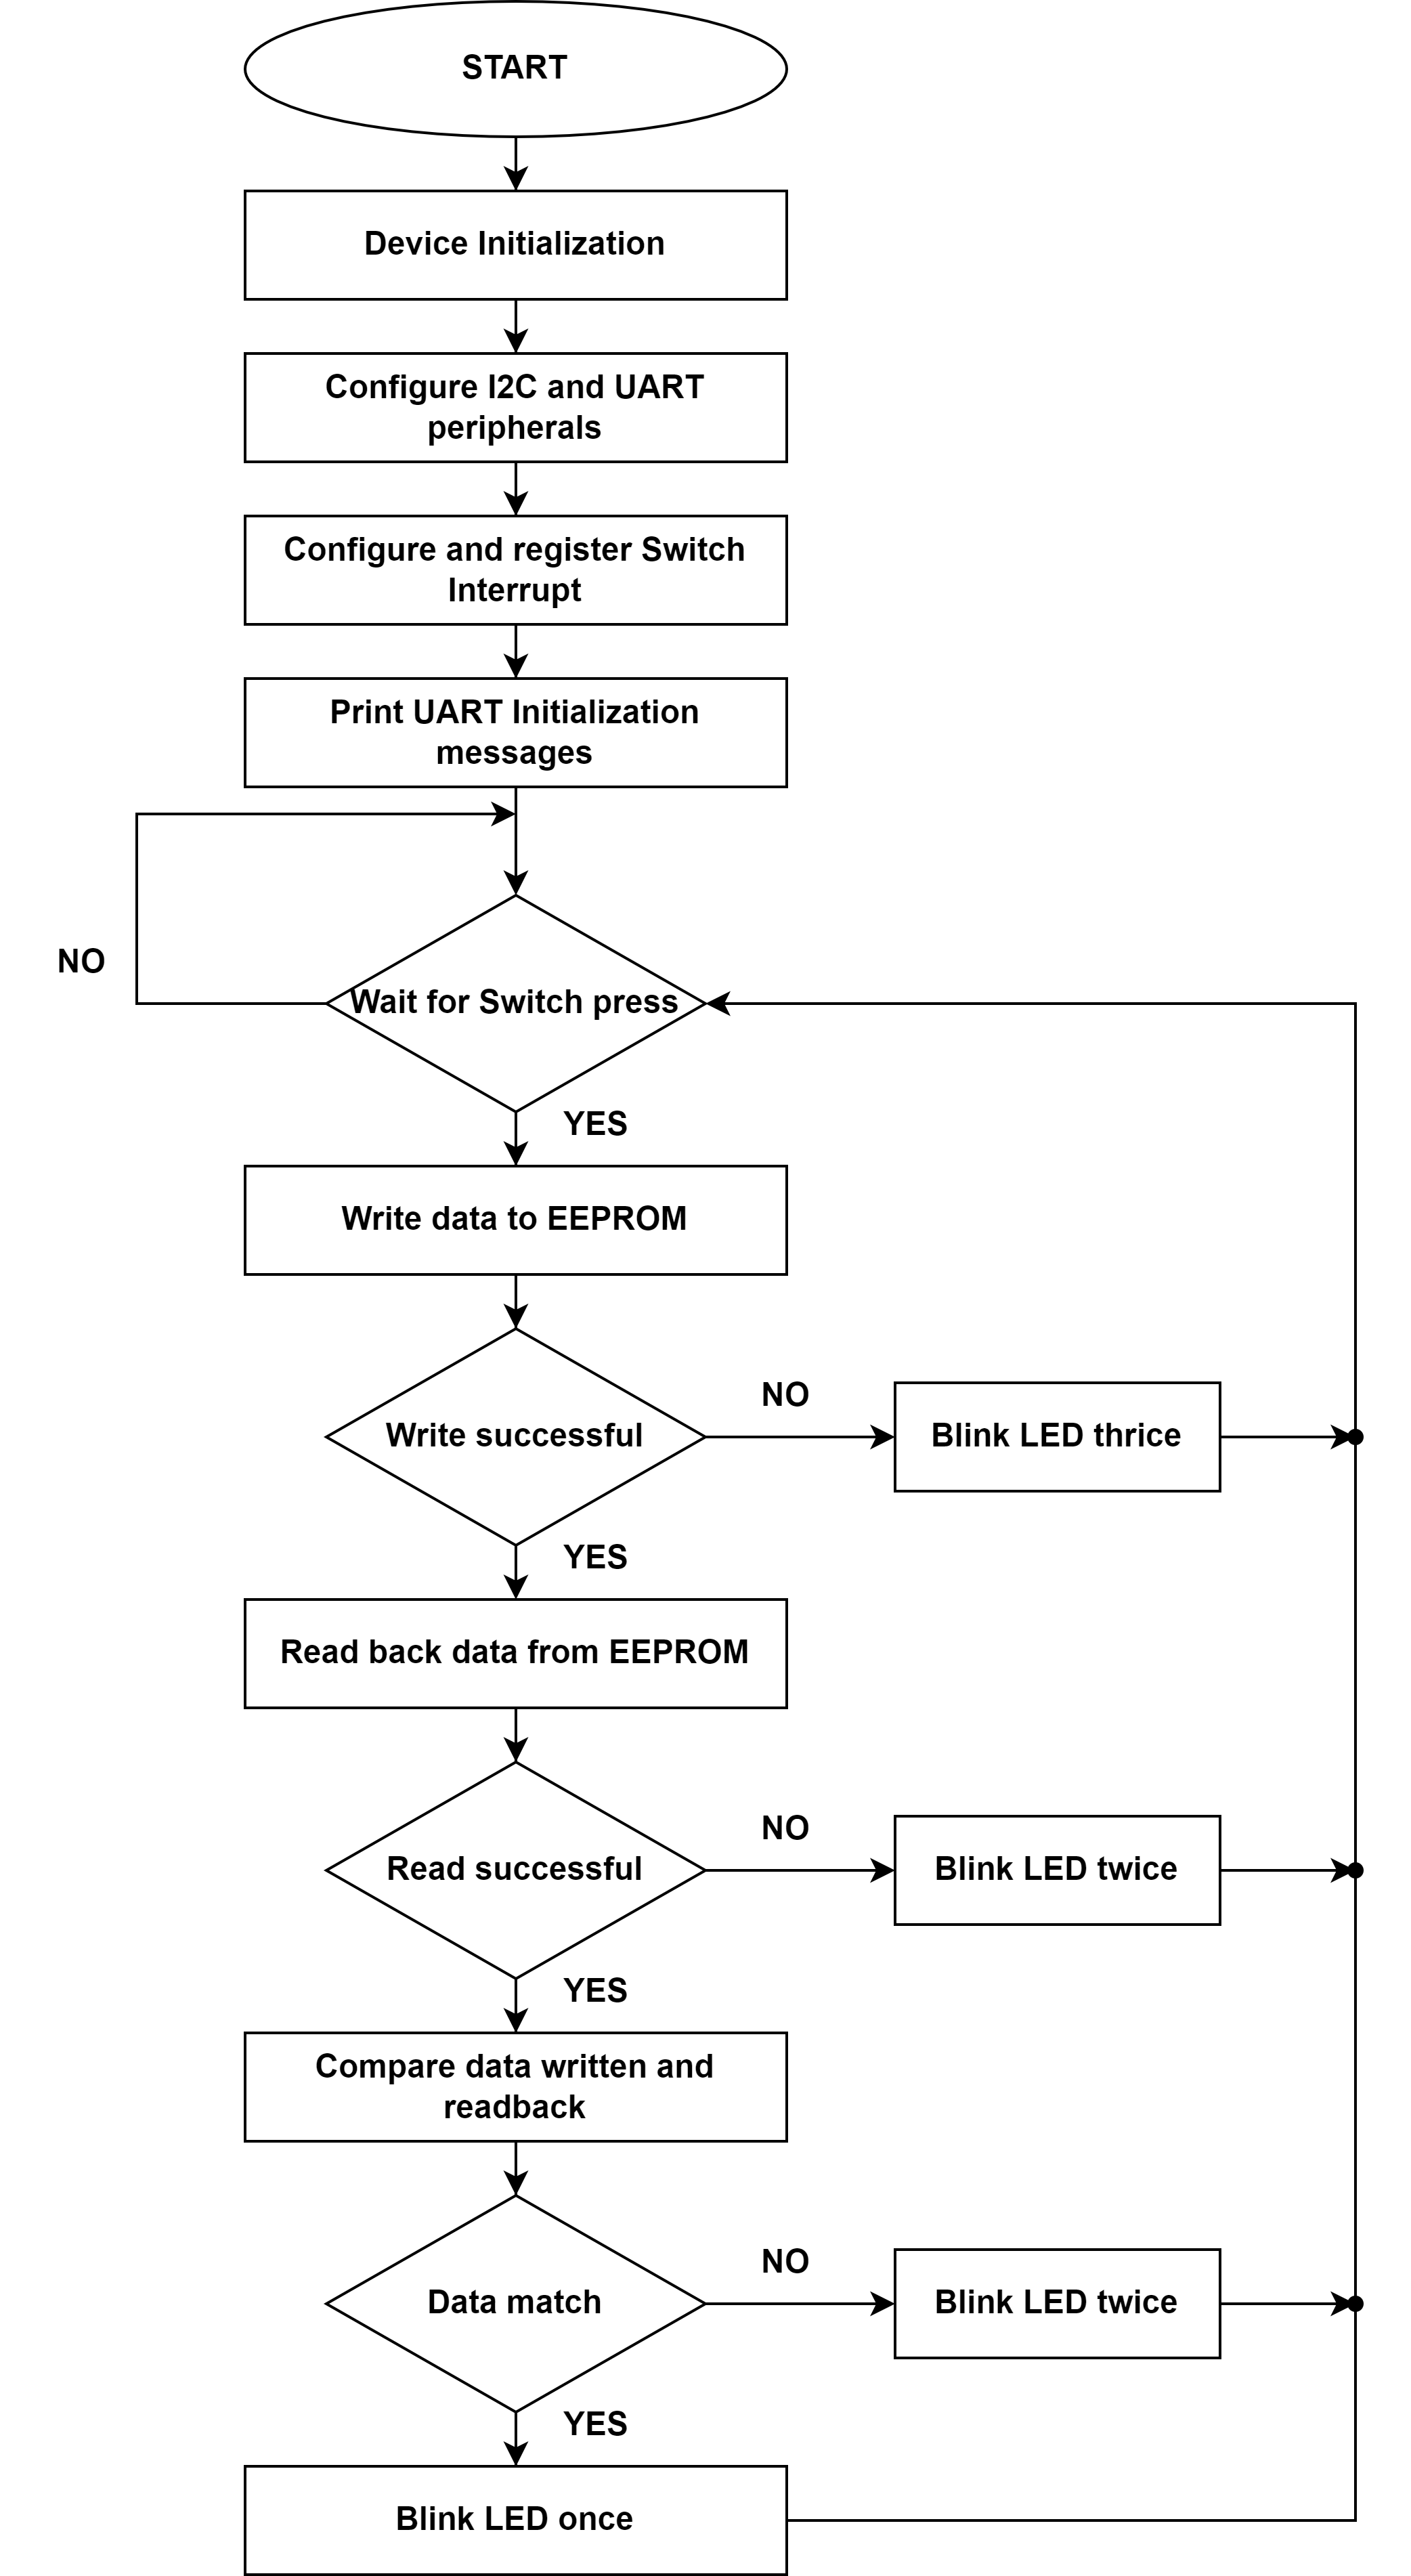 START
Device Initialization
Configure I2C and UART
peripherals
Configure and register Switch
Interrupt
Print UART Initialization
messages
NO
Wait for Switch press
YES
Write data to EEPROM
NO
Write successful
Blink LED thrice
YES
Read back data from EEPROM
NO
Read successful
Blink LED twice
YES
Compare data written and
readback
NO
Data match
Blink LED twice
YES
Blink LED once